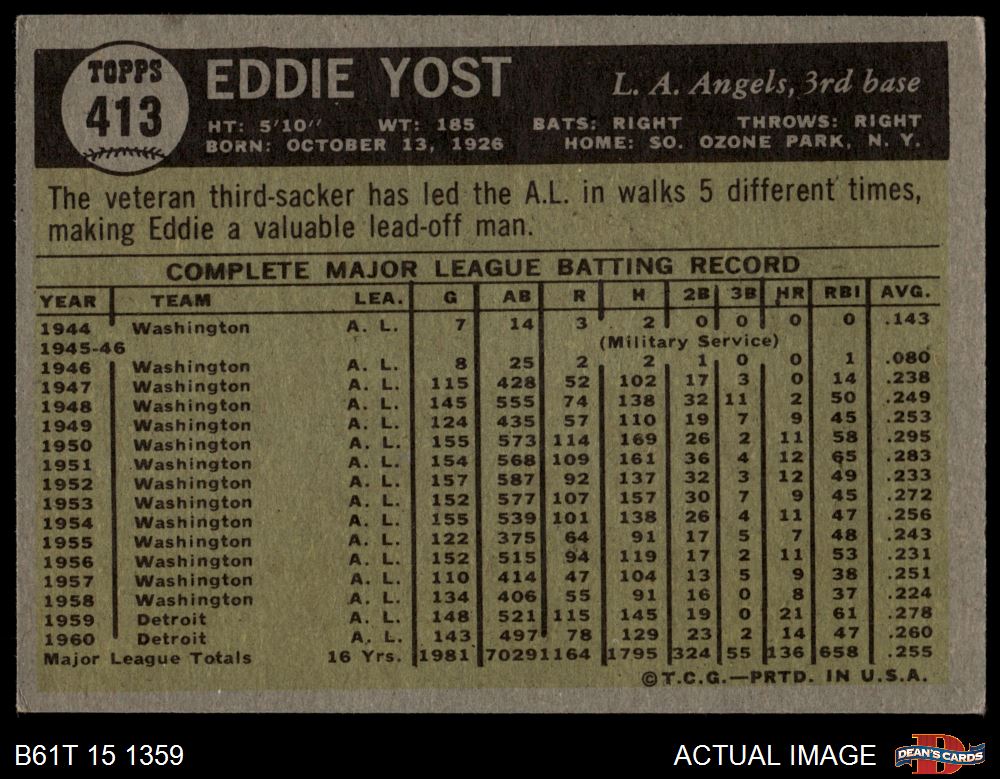 TOPPS
413
EDDIE YOST
L. A. Angels, 3rd base
HT: 5'10" WT: 185 BATS: RIGHT THROWS: RIGHT
BORN: OCTOBER 13, 1926 HOME: SO. OZONE PARK, N. Y.
The veteran third-sacker has led the A.L. in walks 5 different times,
making Eddie a valuable lead-off man.
COMPLETE MAJOR LEAGUE BATTING RECORD
YEAR TEAM LEA. G AB R H 2B 3B HR RBI AVG.
1944 Washington A. L. 7 14 3 2 0 0 0 0 .143
1945-46 (Military Service)
1946 Washington A. L. 8 25 2 2 1 0 0 1 .080
1947 Washington A. L. 115 428 52 102 17 3 0 14 .238
1948 Washington A. L. 145 555 74 138 32 11 2 50 .249
1949 Washington A. L. 124 435 57 110 19 7 9 45 .253
1950 Washington A. L. 155 573 114 169 26 2 11 58 .295
1951 Washington A. L. 154 568 109 161 36 4 12 65 .283
1952 Washington A. L. 157 587 92 137 32 3 12 49 .233
1953 Washington A. L. 152 577 107 157 30 7 9 45 .272
1954 Washington A. L. 155 539 101 138 26 4 11 47 .256
1955 Washington A. L. 122 375 64 91 17 5 7 48 .243
1956 Washington A. L. 152 515 94 119 17 2 11 53 .231
1957 Washington A. L. 110 414 47 104 13 5 9 38 .251
1958 Washington A. L. 134 406 55 91 16 0 8 37 .224
1959 Detroit A. L. 148 521 115 145 19 0 21 61 .278
1960 Detroit A. L. 143 497 78 129 23 2 14 47 .260
Major League Totals 16 Yrs. 1981 7029 1164 1795 324 55 136 658 .255
©T.C.G.—PRTD. IN U.S.A.
B61T 15 1359 ACTUAL IMAGE DEAN'S CARDS